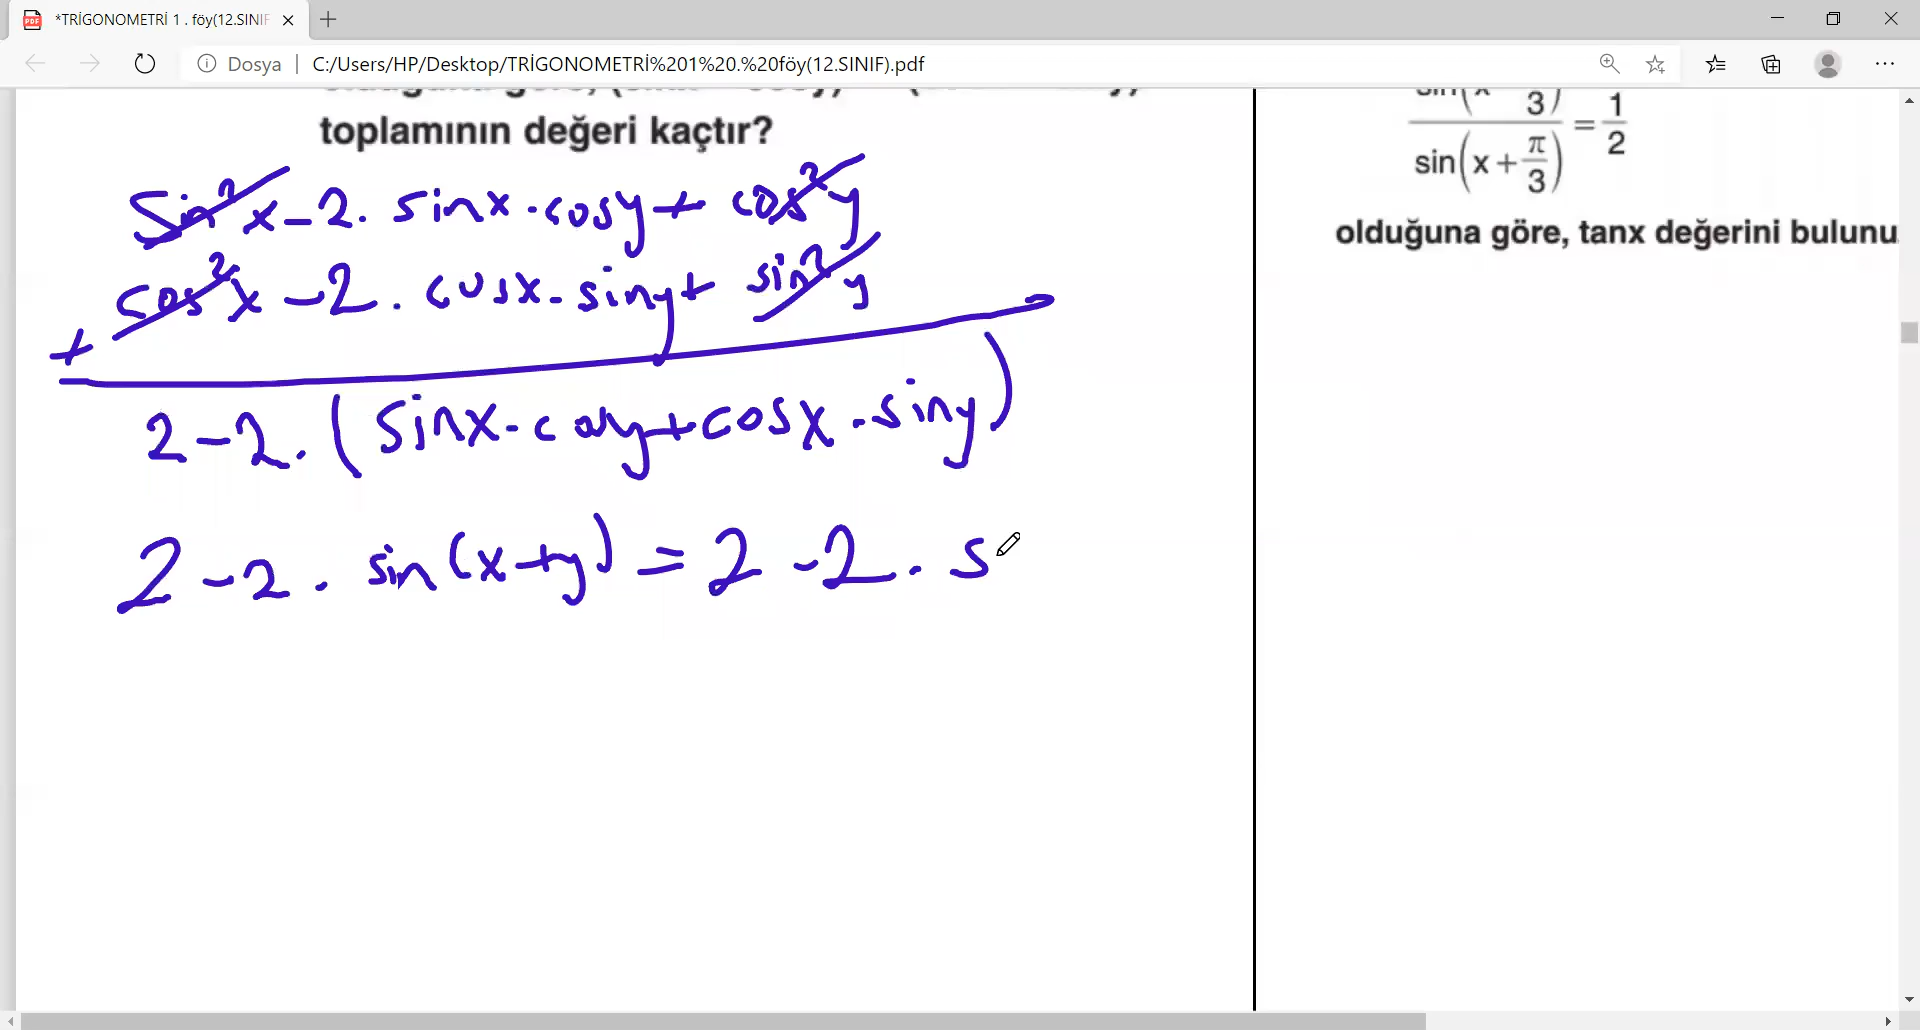 *TRİGONOMETRİ 1 . föy(12.SINIF
Dosya
C:/Users/HP/Desktop/TRİGONOMETRİ%201%20.%20föy(12.SINIF).pdf
toplamının değeri kaçtır?
sin²x-2. sinx.cosy+ cos²y
cos²x -2. cosx.siny+ sin²y
+
2-2. (sinx.cosy+cosx.siny)
2-2. sin(x+y) = 2-2. s
3) = 1/2
sin(x+π/3)
olduğuna göre, tanx değerini bulunu